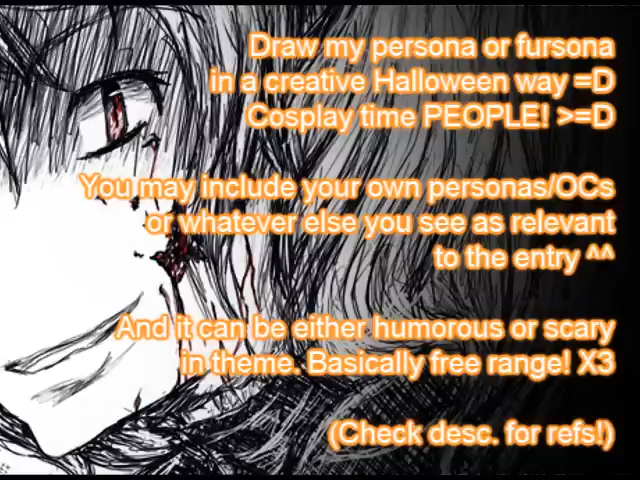 Draw my persona or fursona
in a creative Halloween way =D
Cosplay time PEOPLE! >=D
You may include your own personas/OCs
or whatever else you see as relevant
to the entry ^^
And it can be either humorous or scary
in theme. Basically free range! X3
(Check desc. for refs!)